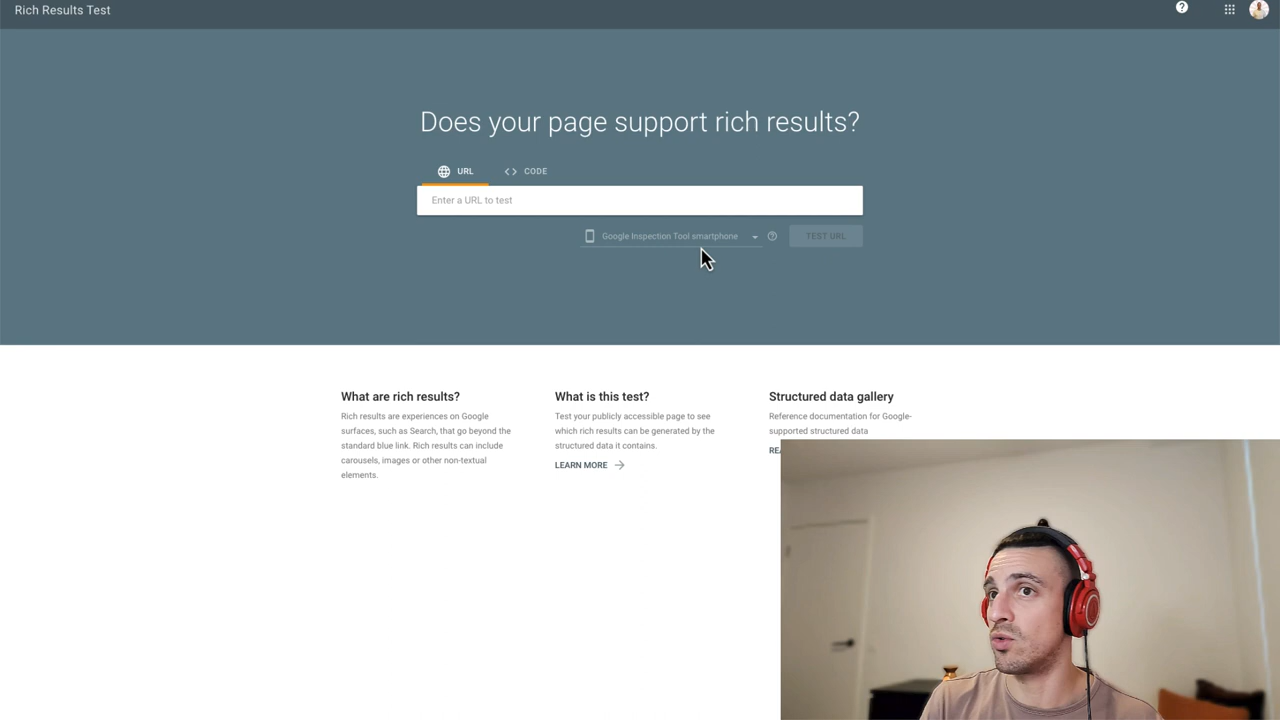 Rich Results Test
Does your page support rich results?
URL
CODE
Enter a URL to test
Google Inspection Tool smartphone
TEST URL
What are rich results?
Rich results are experiences on Google
surfaces, such as Search, that go beyond the
standard blue link. Rich results can include
carousels, images or other non-textual
elements.
What is this test?
Test your publicly accessible page to see
which rich results can be generated by the
structured data it contains.
LEARN MORE
Structured data gallery
Reference documentation for Google-
supported structured data